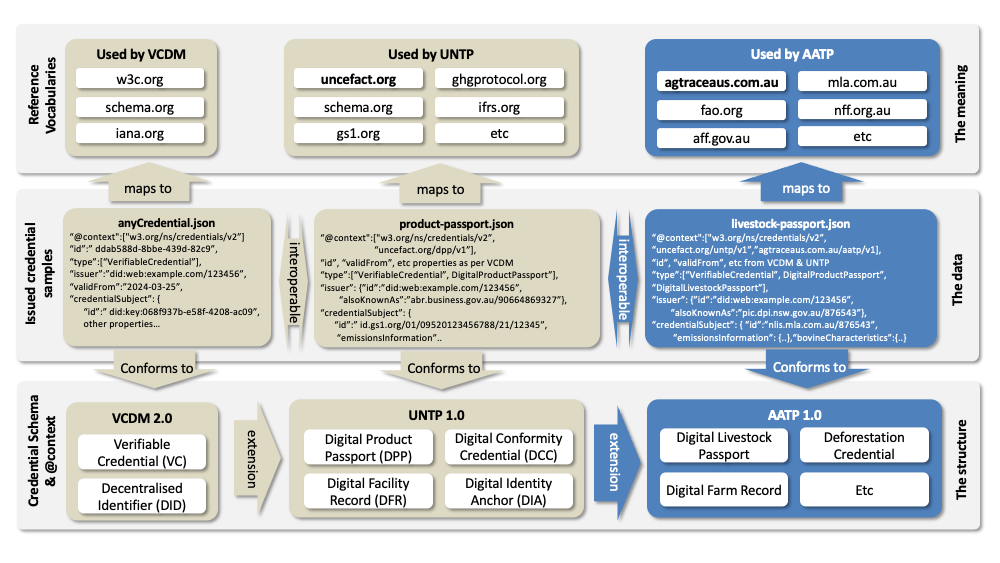 Reference
Vocabularies
Used by VCDM
w3c.org
schema.org
iana.org
Used by UNTP
uncefact.org
ghgprotocol.org
schema.org
ifrs.org
gs1.org
etc
Used by AATP
agtraceaus.com.au
mla.com.au
fao.org
nff.org.au
aff.gov.au
etc
The meaning
maps to
maps to
maps to
Issued credential
samples
anyCredential.json
“@context":["w3.org/ns/credentials/v2”]
“id":” ddab588d-8bbe-439d-82c9”,
“type":["VerifiableCredential”],
“issuer":”did:web:example.com/123456”,
“validFrom":”2024-03-25”,
“credentialSubject": {
“id":” did:key:068f937b-e58f-4208-ac09”,
other properties...
interoperable
product-passport.json
“@context":["w3.org/ns/credentials/v2”,
“uncefact.org/dpp/v1”],
“id”, “validFrom”, etc properties as per VCDM
“type":["VerifiableCredential”, DigitalProductPassport”],
“issuer”: {"id":”did:web:example.com/123456”,
“alsoKnownAs":”abr.business.gov.au/90664869327”},
“credentialSubject": {
“id":” id.gs1.org/01/09520123456788/21/12345”,
“emissionsInformation”..
interoperable
livestock-passport.json
“@context":["w3.org/ns/credentials/v2”,
“uncefact.org/untp/v1”,”agtraceaus.com.au/aatp/v1],
“id”, “validFrom”, etc from VCDM & UNTP
“type":["VerifiableCredential”, DigitalProductPassport”,
“DigitalLivestockPassport”],
“issuer”: {"id":”did:web:example.com/123456”,
“alsoKnownAs":”pic.dpi.nsw.gov.au/876543”},
“credentialSubject": { “id":”nlis.mla.com.au/876543”,
“emissionsInformation”: {..},“bovineCharacteristics”:{..}
The data
Conforms to
Conforms to
Conforms to
Credential Schema
& @context
VCDM 2.0
Verifiable
Credential (VC)
Decentralised
Identifier (DID)
extension
UNTP 1.0
Digital Product
Passport (DPP)
Digital Conformity
Credential (DCC)
Digital Facility
Record (DFR)
Digital Identity
Anchor (DIA)
extension
AATP 1.0
Digital Livestock
Passport
Deforestation
Credential
Digital Farm Record
Etc
The structure